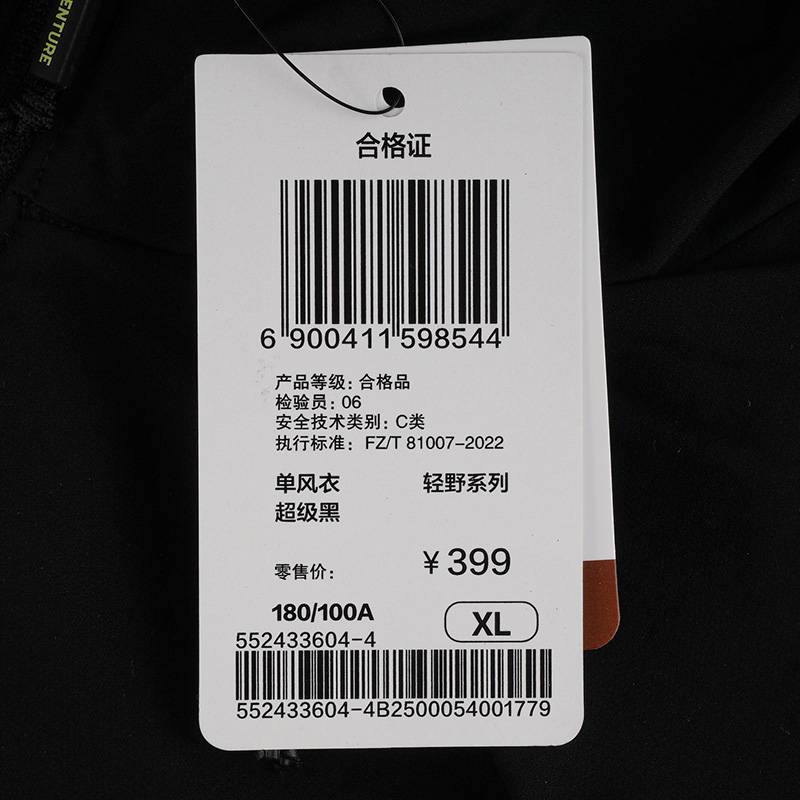 ENTURE
合格证
6 900411 598544
产品等级: 合格品
检验员: 06
安全技术类别: C类
执行标准: FZ/T 81007-2022
单风衣 轻野系列
超级黑
零售价: ¥ 399
180/100A XL
552433604-4
552433604-4B2500054001779